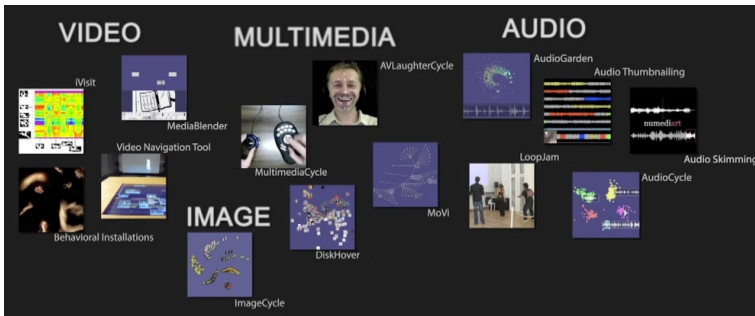 VIDEO
MULTIMEDIA
AUDIO
iVisit
MediaBlender
AVLaughterCycle
AudioGarden
Audio Thumbnailing
Video Navigation Tool
MultimediaCycle
numediart
Audio Skimming
LoopJam
AudioCycle
Behavioral Installations
IMAGE
MoVi
DiskHover
ImageCycle